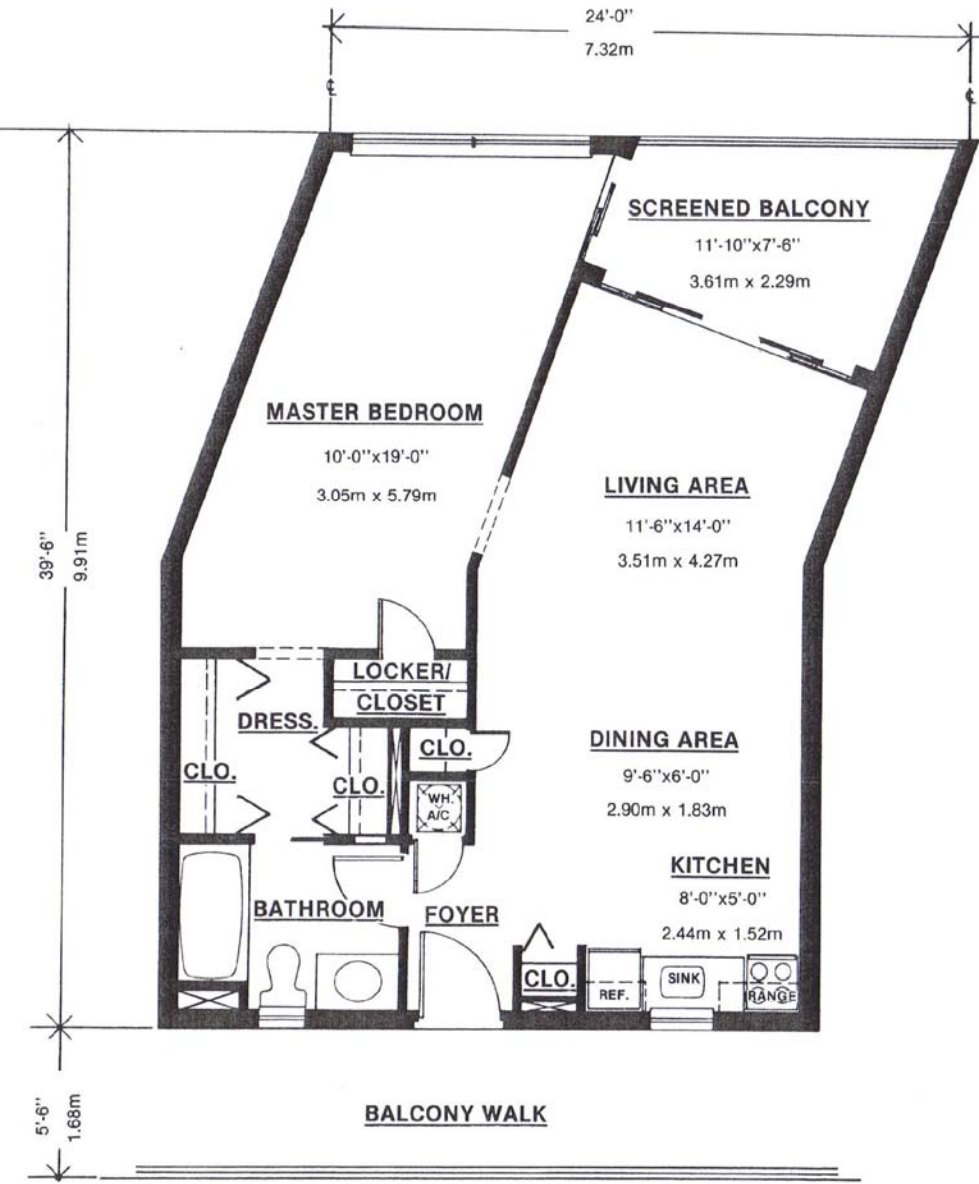 24'-0"
7.32m
℄
℄
SCREENED BALCONY
11'-10"x7'-6"
3.61m x 2.29m
MASTER BEDROOM
10'-0"x19'-0"
3.05m x 5.79m
LIVING AREA
11'-6"x14'-0"
3.51m x 4.27m
39'-6"
9.91m
LOCKER/
CLOSET
DRESS.
CLO.
CLO.
CLO.
WH.
A/C
DINING AREA
9'-6"x6'-0"
2.90m x 1.83m
KITCHEN
8'-0"x5'-0"
2.44m x 1.52m
BATHROOM
FOYER
CLO.
REF.
SINK
RANGE
5'-6"
1.68m
BALCONY WALK